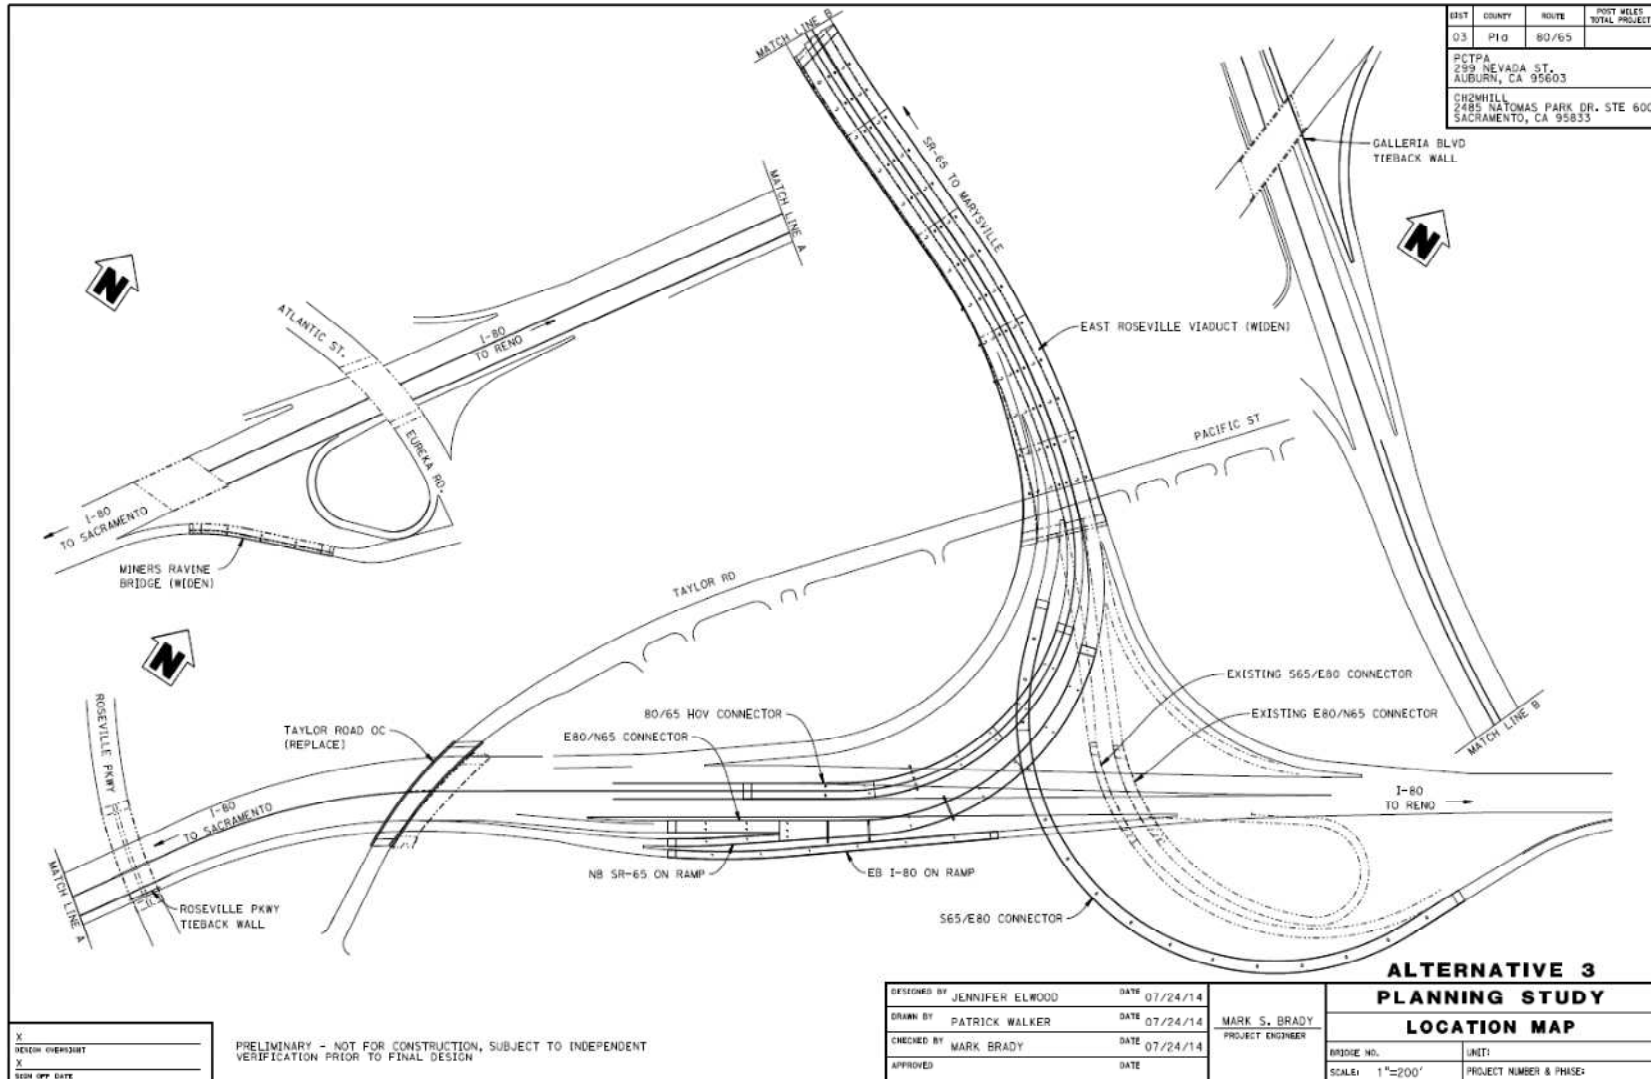 DIST COUNTY ROUTE POST MILES TOTAL PROJECT
03 Pla 80/65
PCTPA
299 NEVADA ST.
AUBURN, CA 95603
CH2MHILL
2485 NATOMAS PARK DR. STE 600
SACRAMENTO, CA 95833
MATCH LINE B
SR-65 TO MARYSVILLE
GALLERIA BLVD
TIEBACK WALL
MATCH LINE A
N
N
ATLANTIC ST.
I-80
TO RENO
EAST ROSEVILLE VIADUCT (WIDEN)
EUREKA RD.
PACIFIC ST
I-80
TO SACRAMENTO
MINERS RAVINE
BRIDGE (WIDEN)
TAYLOR RD
N
EXISTING S65/E80 CONNECTOR
ROSEVILLE PKWY
80/65 HOV CONNECTOR
EXISTING E80/N65 CONNECTOR
TAYLOR ROAD OC
(REPLACE)
E80/N65 CONNECTOR
MATCH LINE B
I-80
TO SACRAMENTO
I-80
TO RENO
MATCH LINE A
NB SR-65 ON RAMP
EB I-80 ON RAMP
ROSEVILLE PKWY
TIEBACK WALL
S65/E80 CONNECTOR
ALTERNATIVE 3
PLANNING STUDY
LOCATION MAP
DESIGNED BY JENNIFER ELWOOD DATE 07/24/14
DRAWN BY PATRICK WALKER DATE 07/24/14
CHECKED BY MARK BRADY DATE 07/24/14
APPROVED DATE
MARK S. BRADY
PROJECT ENGINEER
BRIDGE NO. UNIT:
SCALE: 1"=200' PROJECT NUMBER & PHASE:
X
DESIGN OVERSIGHT
X
SIGN OFF DATE
PRELIMINARY - NOT FOR CONSTRUCTION, SUBJECT TO INDEPENDENT
VERIFICATION PRIOR TO FINAL DESIGN